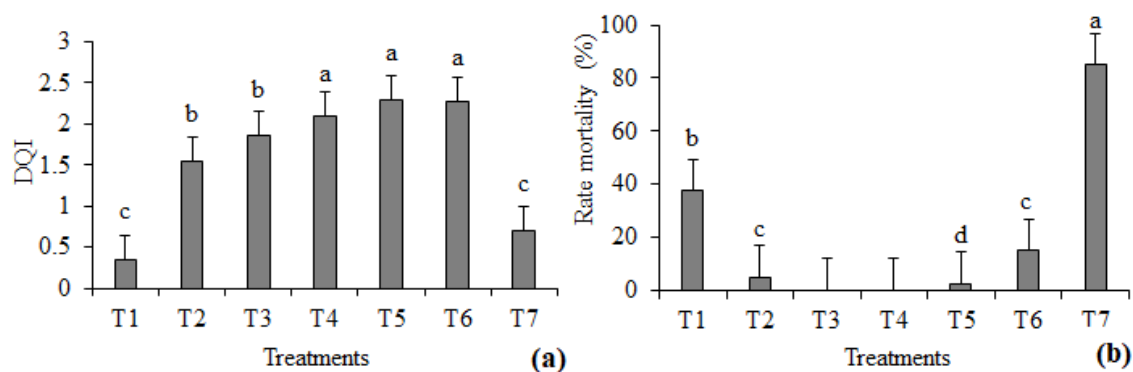 3
2.5
2
1.5
1
0.5
0
DQI
c
b
b
a
a
a
c
T1 T2 T3 T4 T5 T6 T7
Treatments
(a)
100
80
60
40
20
0
Rate mortality (%)
b
c
d
c
a
T1 T2 T3 T4 T5 T6 T7
Treatments
(b)